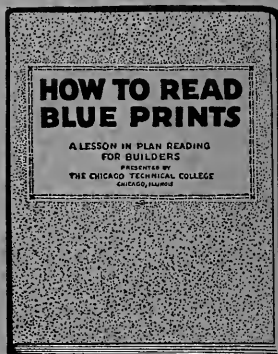 HOW TO READ
BLUE PRINTS
A LESSON IN PLAN READING
FOR BUILDERS
PRESENTED BY
THE CHICAGO TECHNICAL COLLEGE
CHICAGO, ILLINOIS